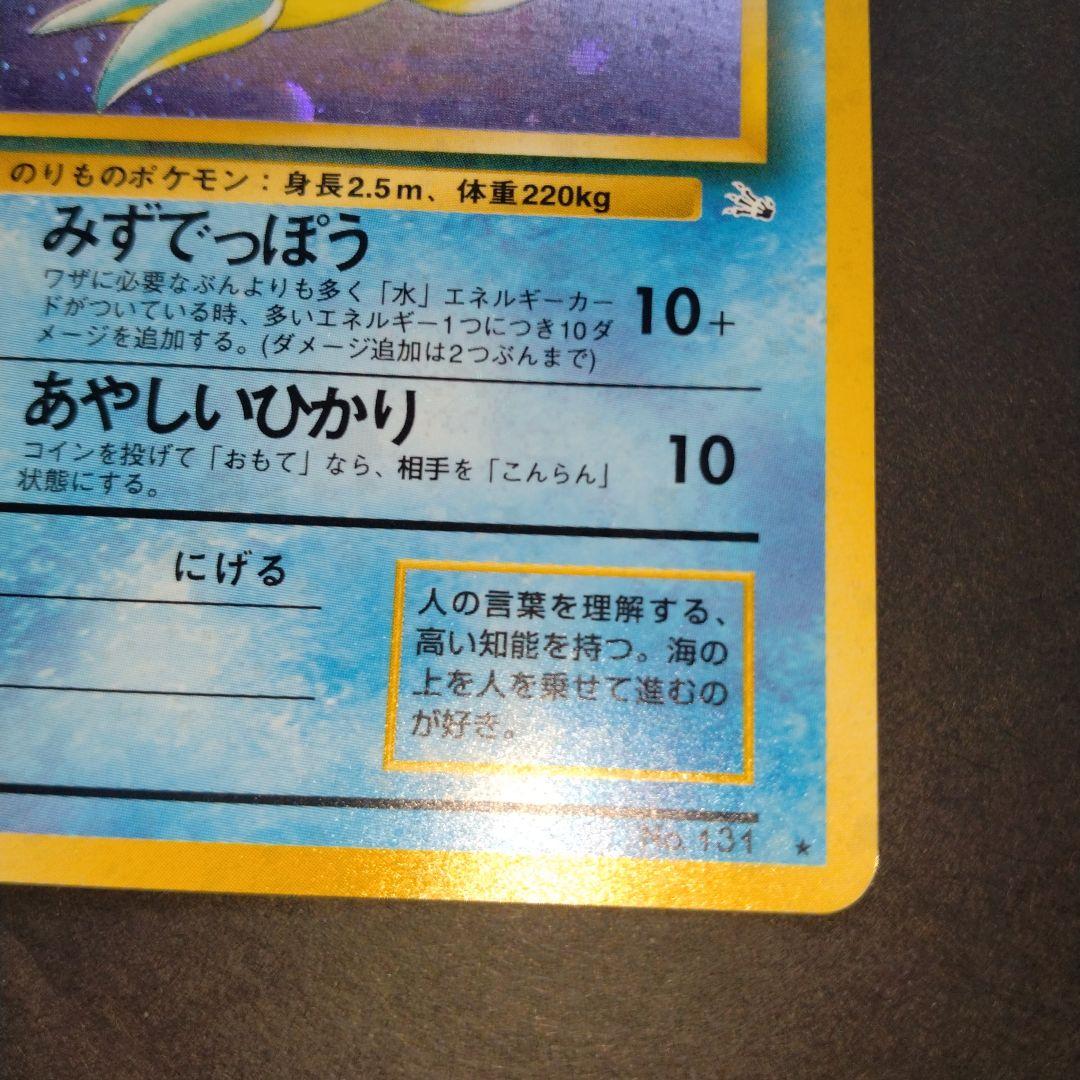 のりものポケモン：身長2.5m、体重220kg
みずでっぽう
ワザに必要なぶんよりも多く「水」エネルギーカー
ドがついている時、多いエネルギー1つにつき10ダ
メージを追加する。(ダメージ追加は2つぶんまで)
10+
あやしいひかり
コインを投げて「おもて」なら、相手を「こんらん」
状態にする。
10
にげる
人の言葉を理解する、
高い知能を持つ。海の
上を人を乗せて進むの
が好き。
No.131 ★